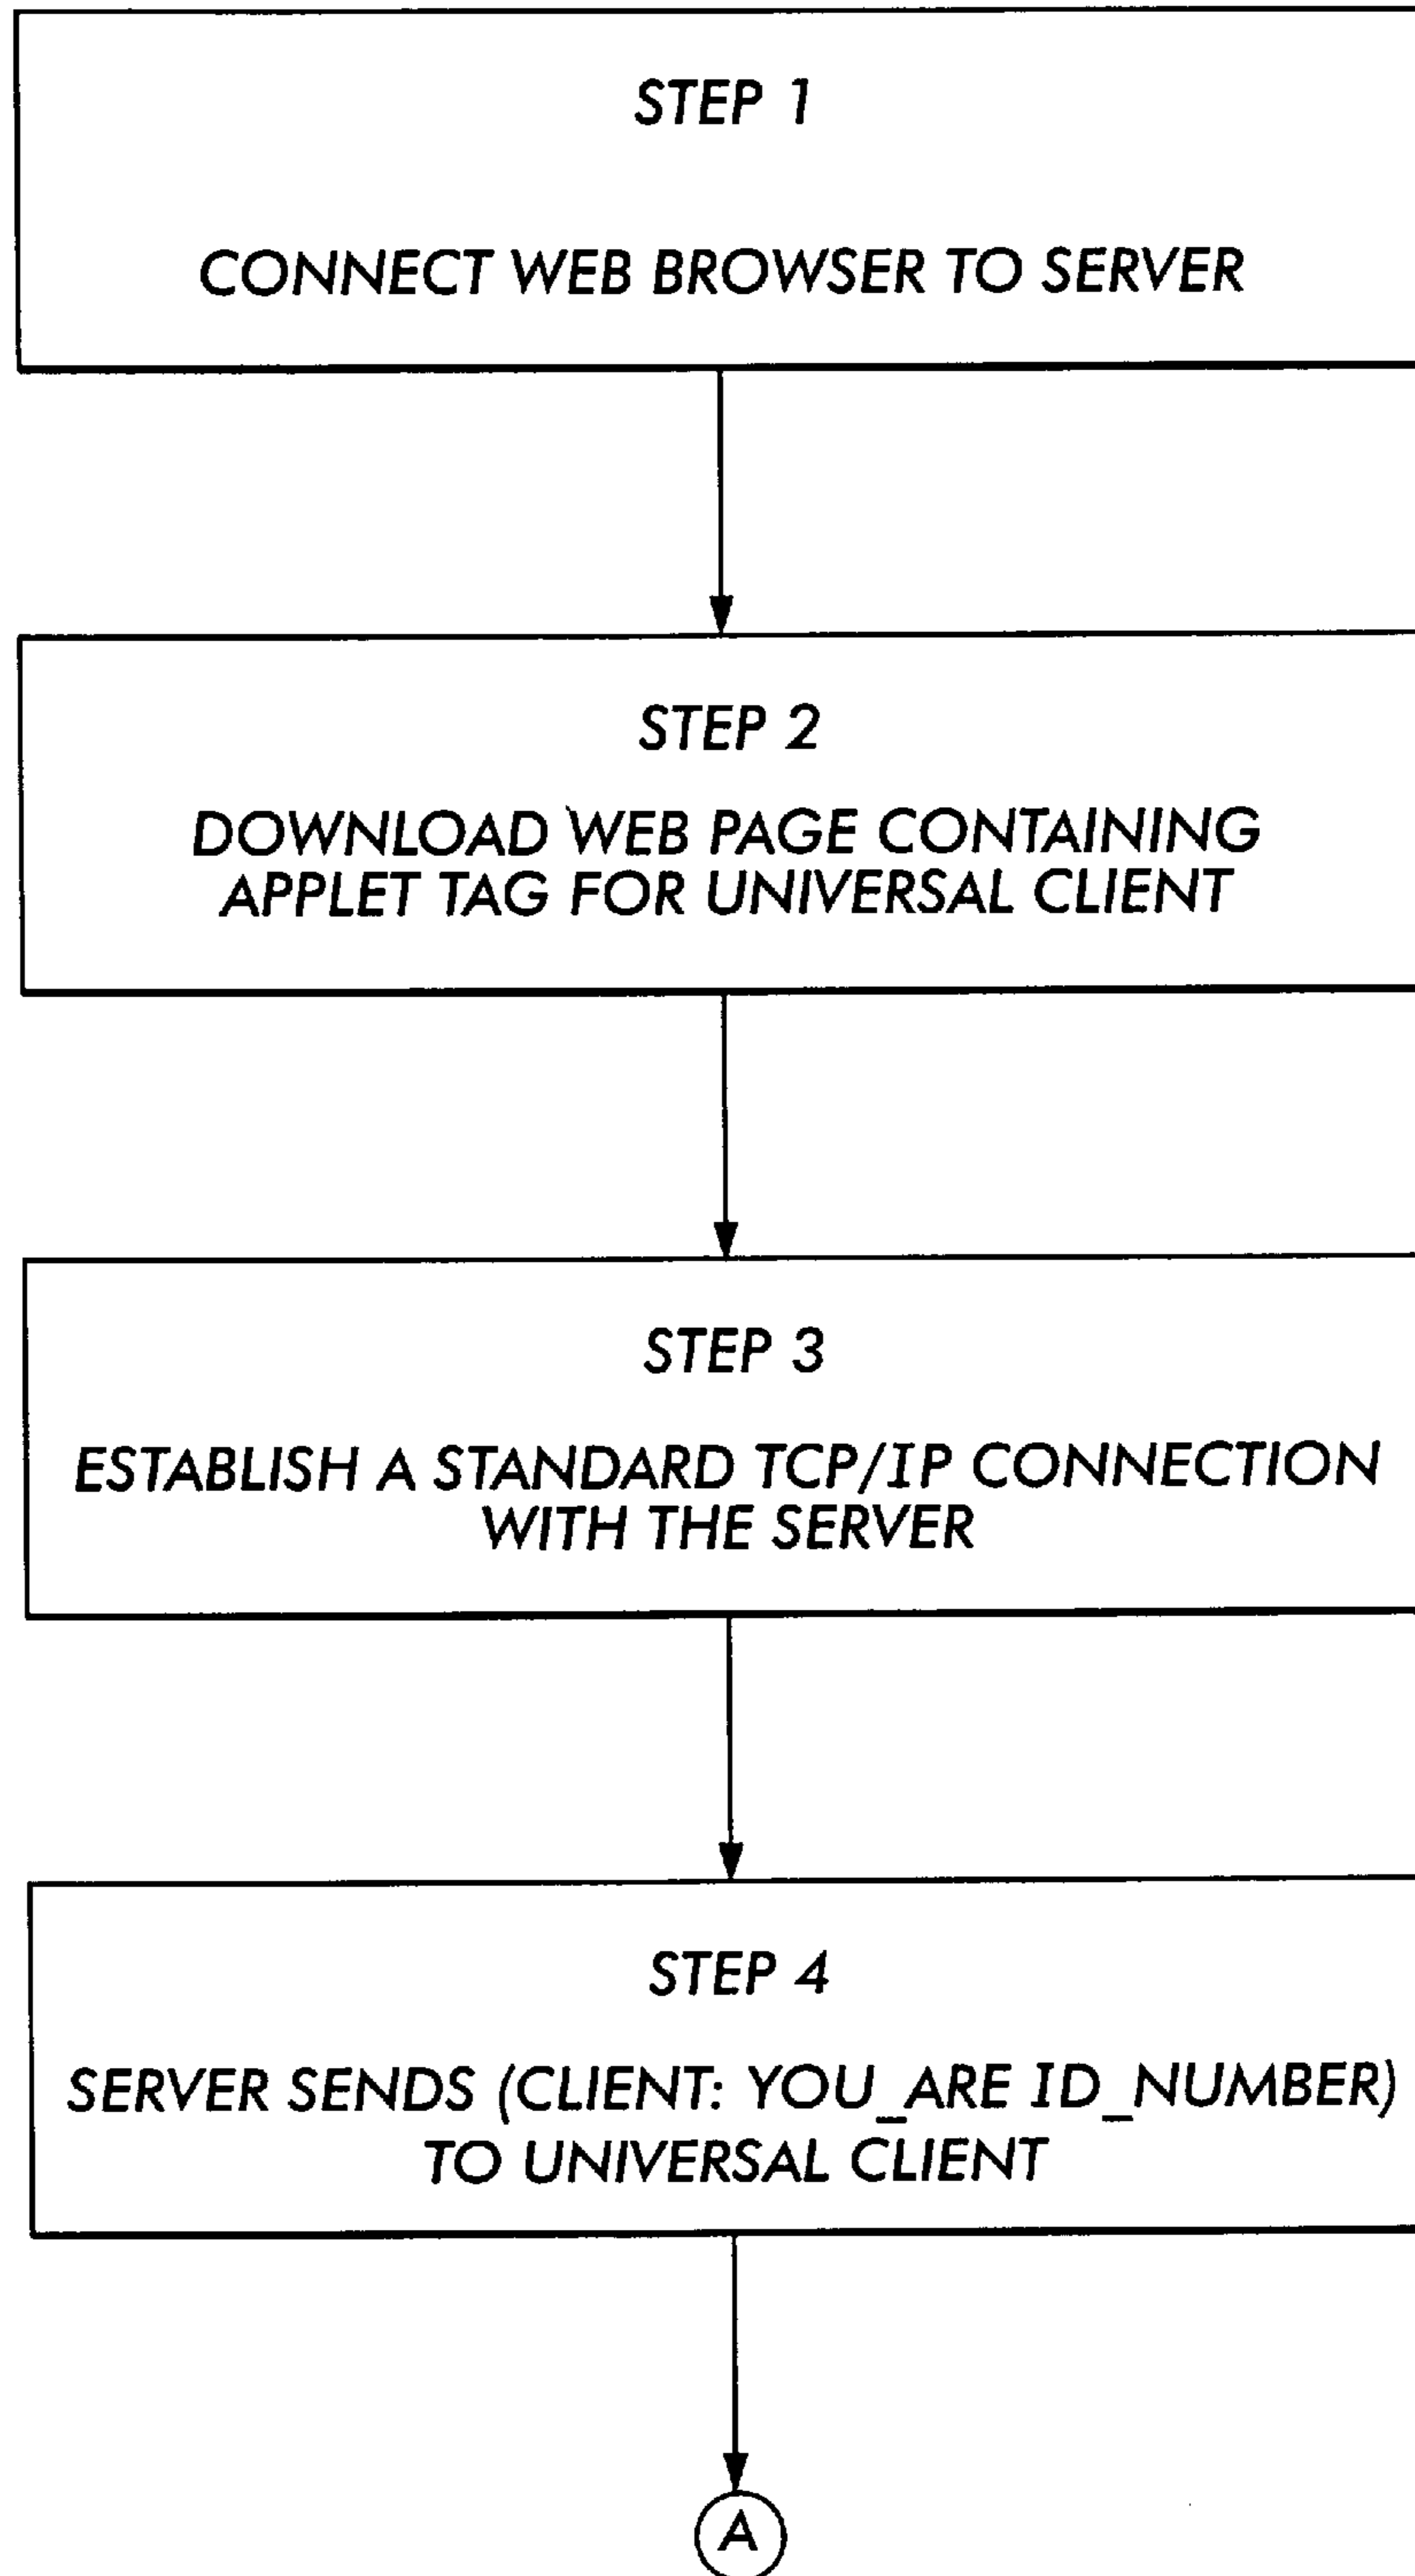 STEP 1
CONNECT WEB BROWSER TO SERVER
STEP 2
DOWNLOAD WEB PAGE CONTAINING
APPLET TAG FOR UNIVERSAL CLIENT
STEP 3
ESTABLISH A STANDARD TCP/IP CONNECTION
WITH THE SERVER
STEP 4
SERVER SENDS (CLIENT: YOU_ARE ID_NUMBER)
TO UNIVERSAL CLIENT
A